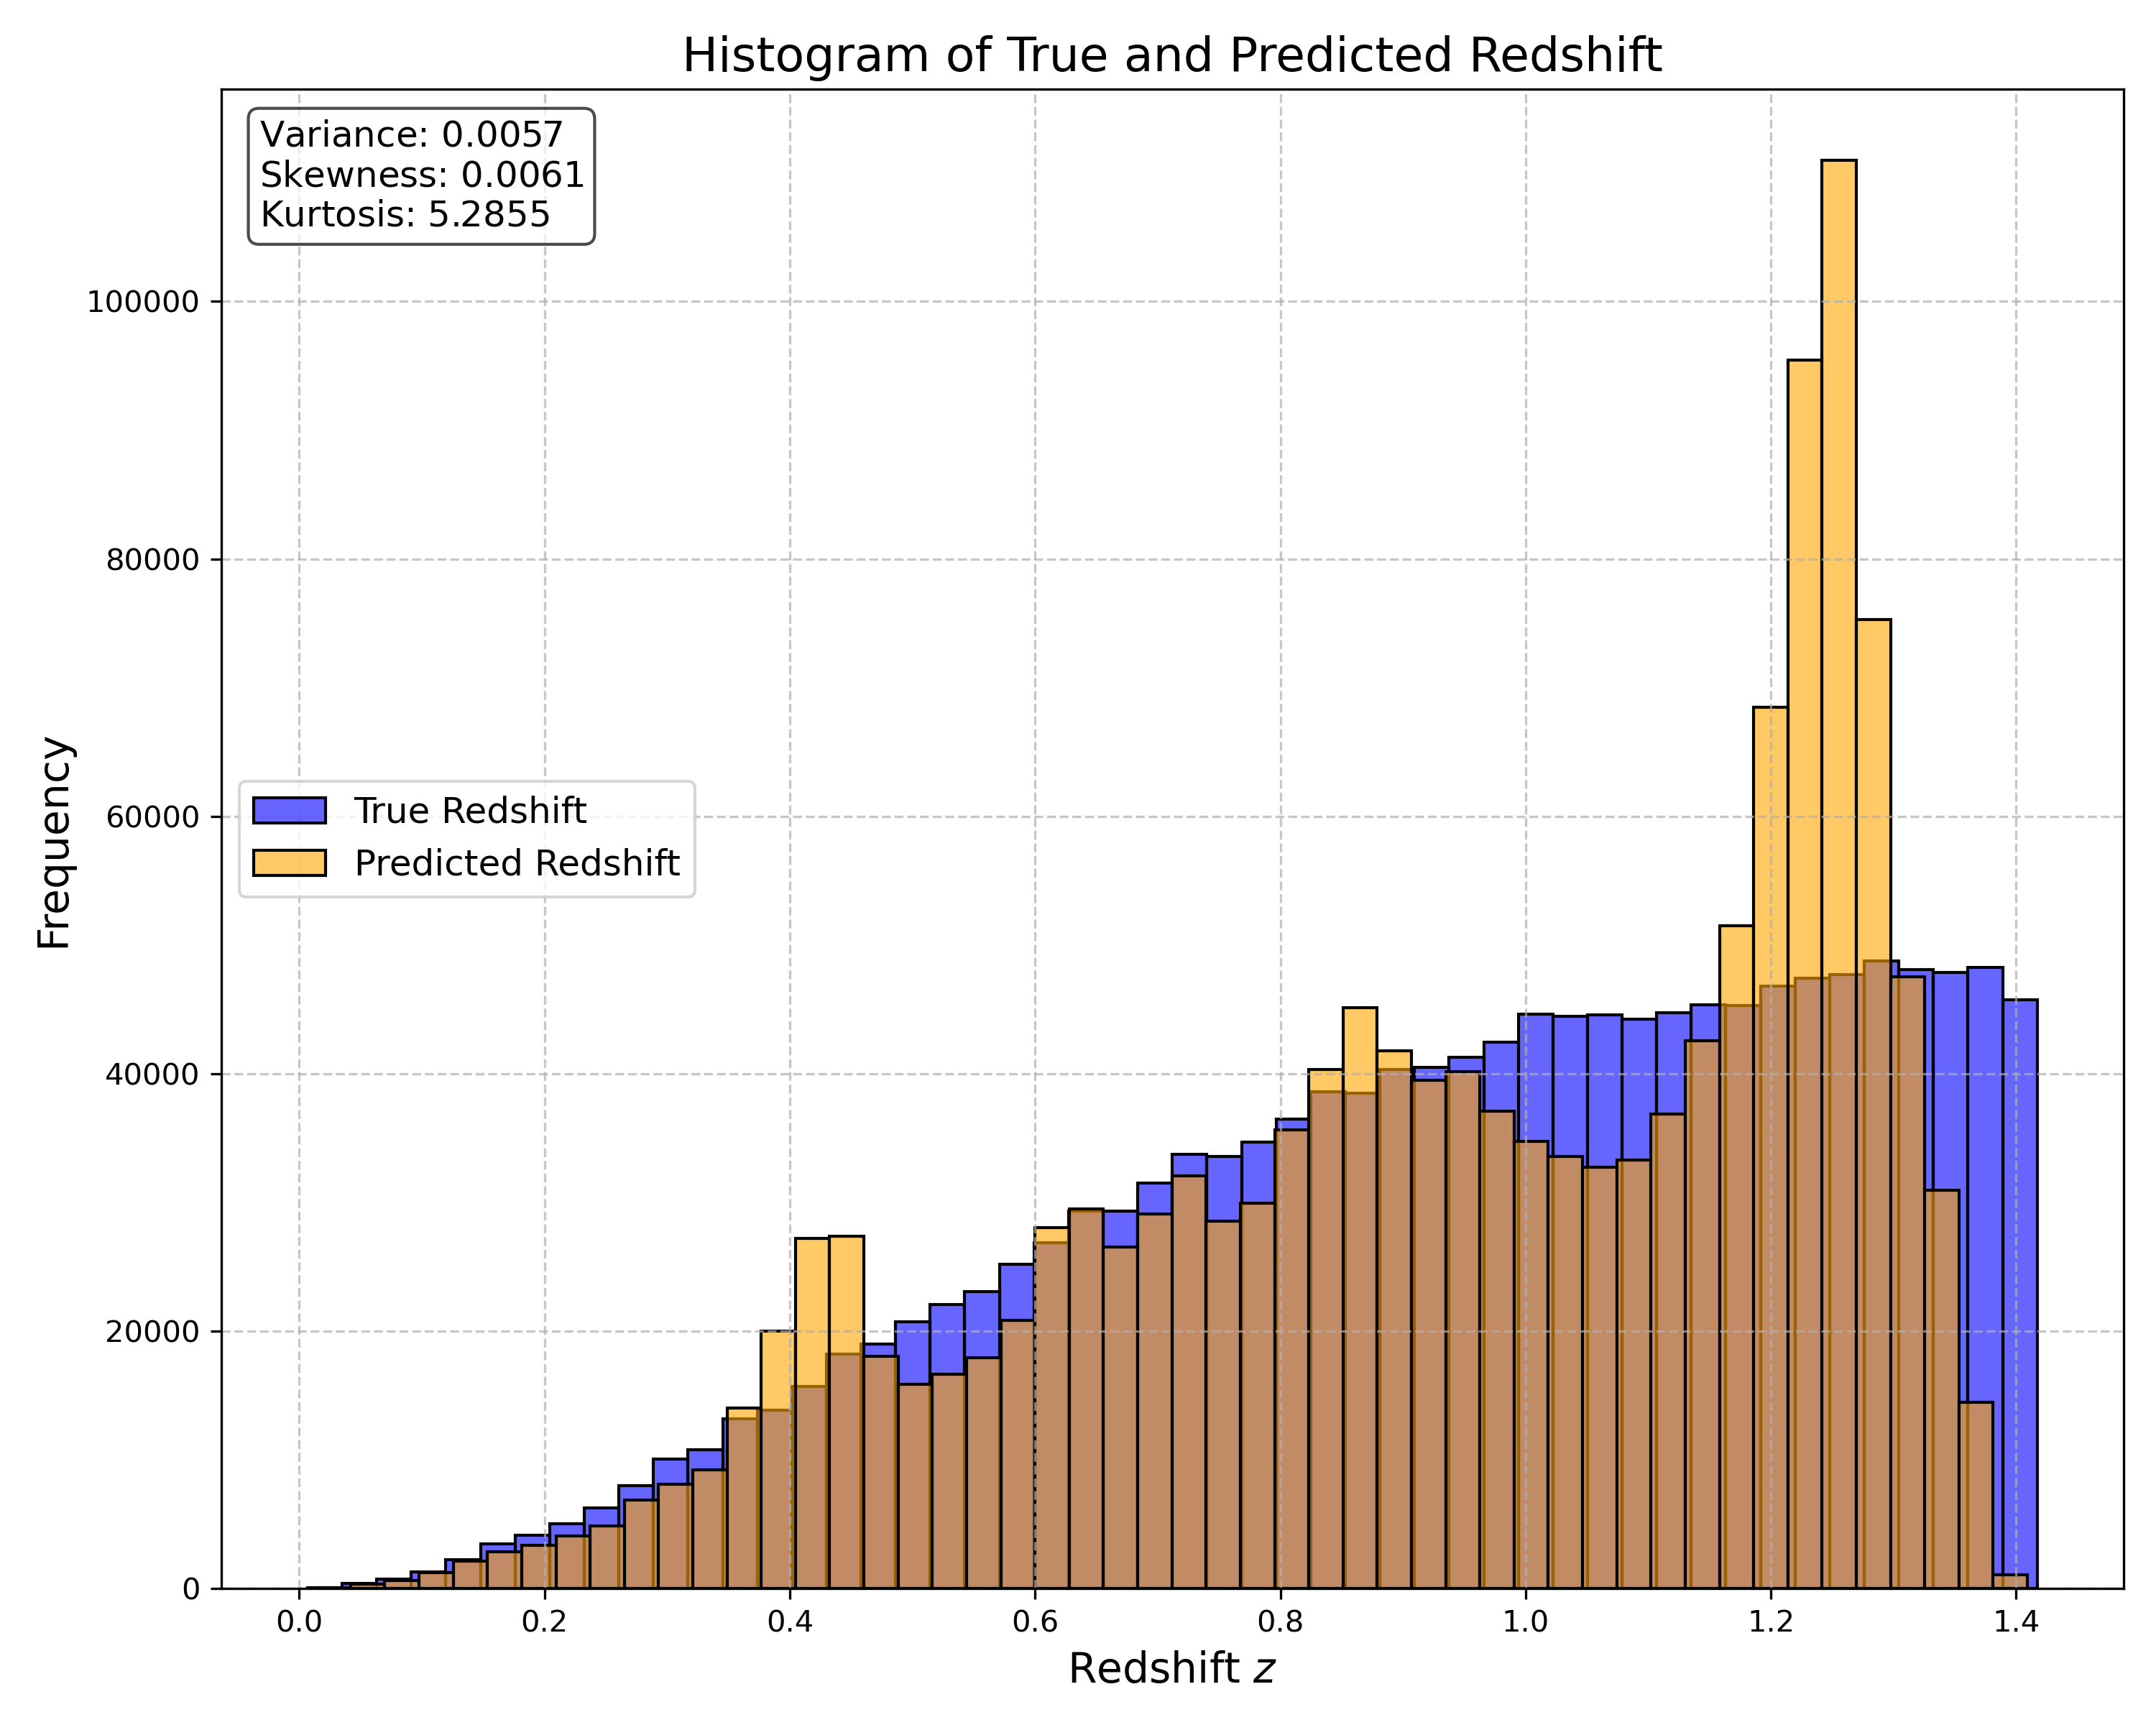 Histogram of True and Predicted Redshift
Variance: 0.0057
Skewness: 0.0061
Kurtosis: 5.2855
100000
80000
60000
40000
20000
0
Frequency
True Redshift
Predicted Redshift
0.0 0.2 0.4 0.6 0.8 1.0 1.2 1.4
Redshift z